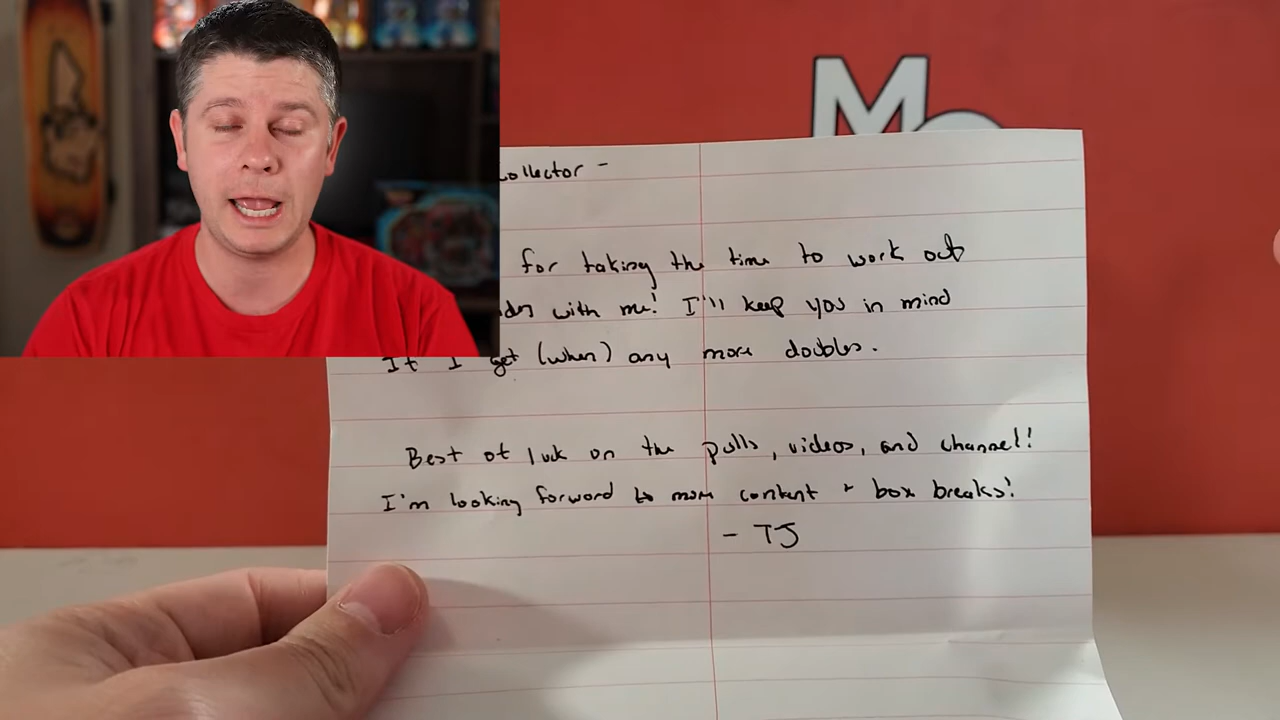 M
ollector -
for taking the time to work out
with me! I'll keep you in mind
If I get (when) any more doubles.
Best of luck on the pulls, videos, and channel!
I'm looking forward to more content + box breaks!
- TJ